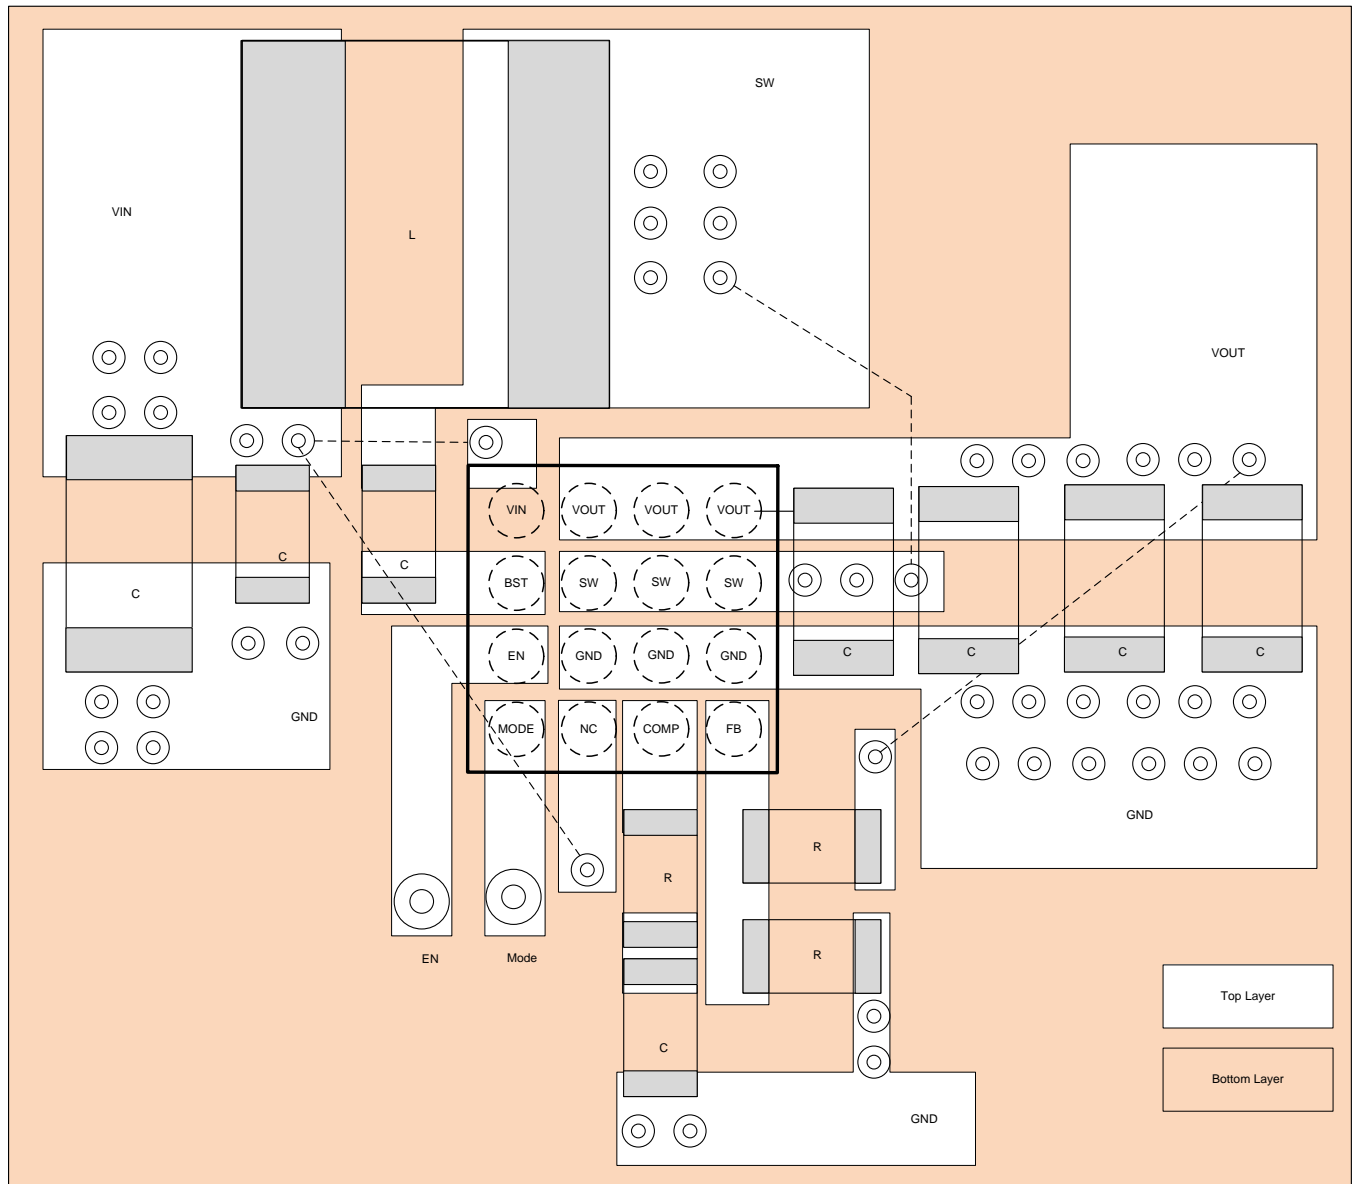 SW
VIN
L
VOUT
VIN
VOUT
VOUT
VOUT
C
C
C
BST
SW
SW
SW
EN
GND
GND
GND
C
C
C
C
GND
MODE
NC
COMP
FB
GND
R
R
EN
Mode
R
Top Layer
C
Bottom Layer
GND